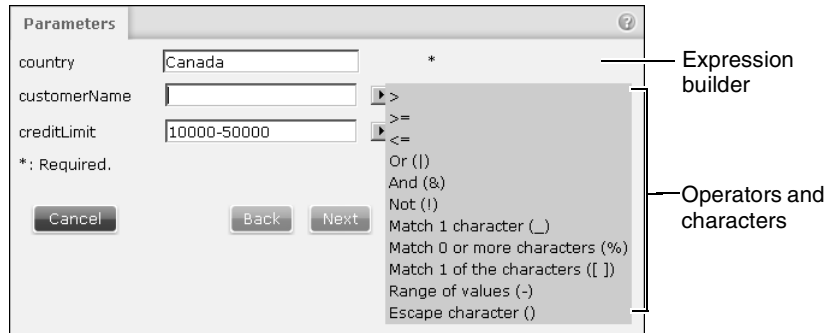 Parameters
?
country Canada *
Expression
builder
customerName
>
>=
creditLimit 10000-50000
<=
*: Required.
Or (|)
And (&)
Not (!)
Cancel Back Next
Match 1 character (_)
Match 0 or more characters (%)
Match 1 of the characters ([ ])
Range of values (-)
Escape character ()
Operators and
characters